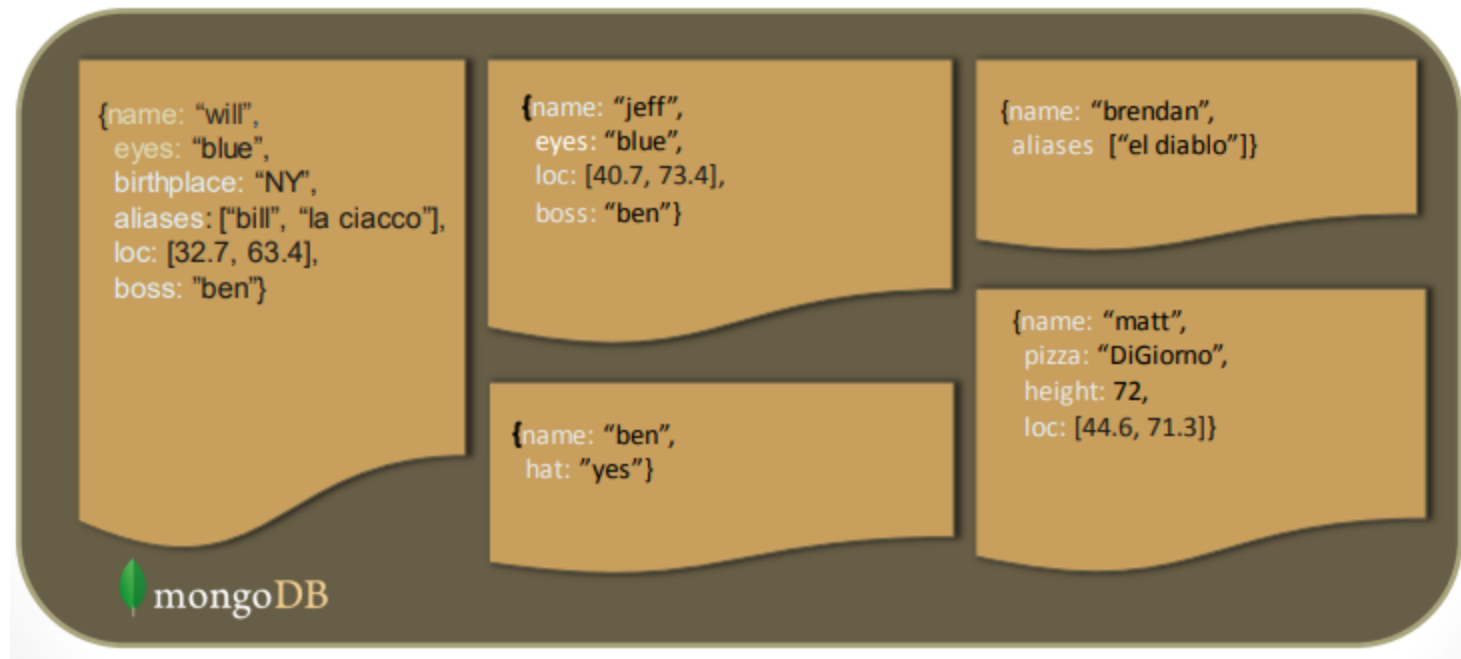 {name: “will”,
eyes: “blue”,
birthplace: “NY”,
aliases: [“bill”, “la ciacco”],
loc: [32.7, 63.4],
boss: ”ben”}
{name: “jeff”,
eyes: “blue”,
loc: [40.7, 73.4],
boss: “ben”}
{name: “ben”,
hat: ”yes”}
{name: “brendan”,
aliases [“el diablo”]}
{name: “matt”,
pizza: “DiGiorno”,
height: 72,
loc: [44.6, 71.3]}
mongoDB